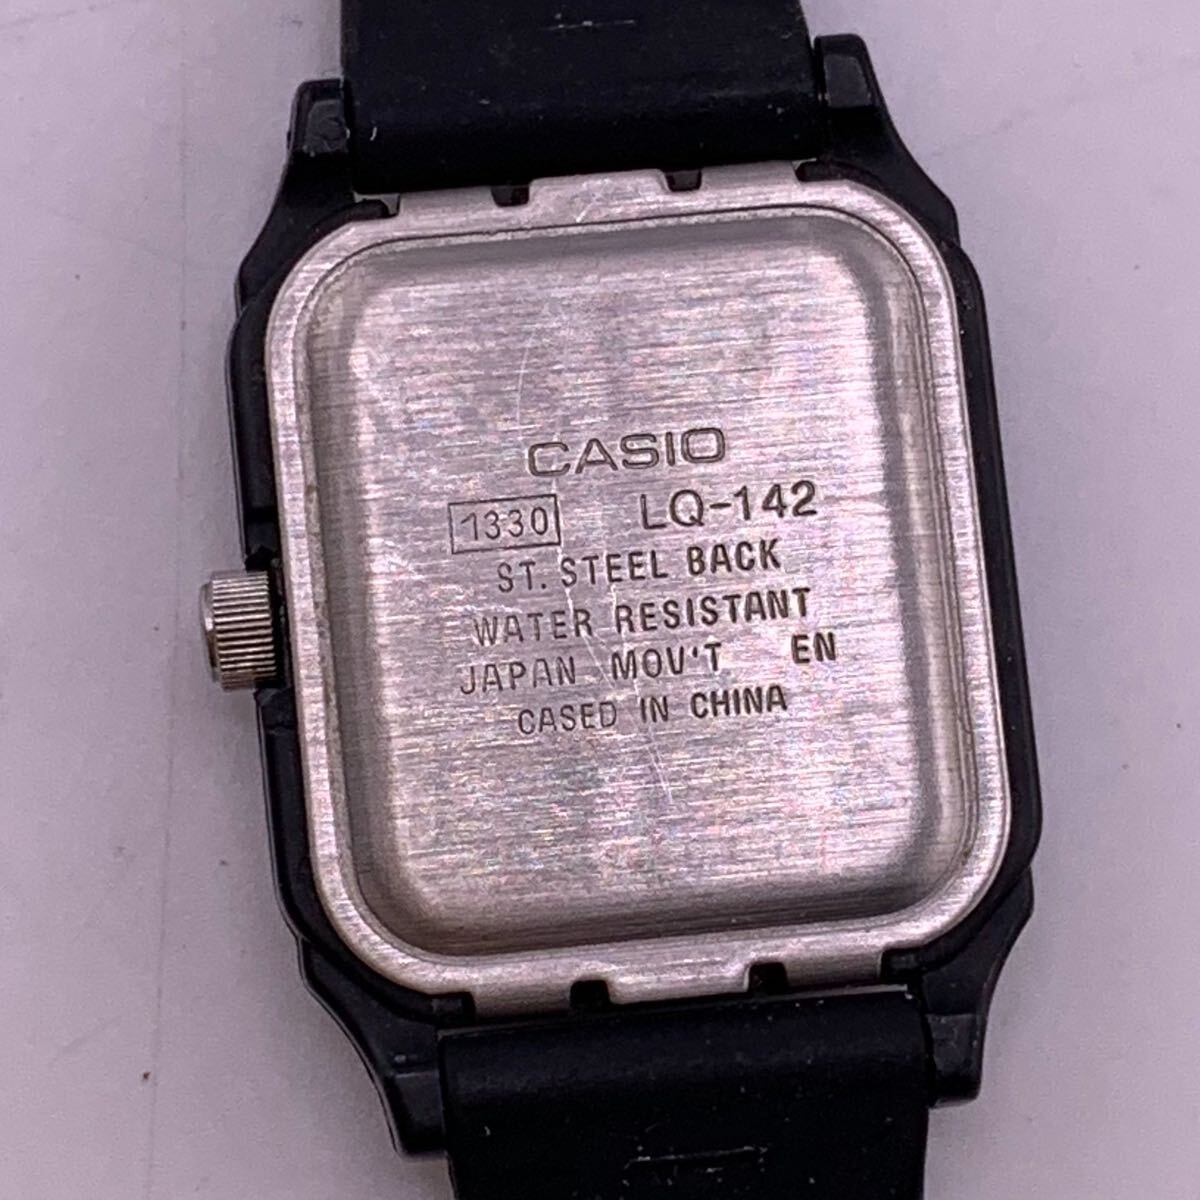 CASIO
1330 LQ-142
ST. STEEL BACK
WATER RESISTANT
JAPAN MOV'T EN
CASED IN CHINA